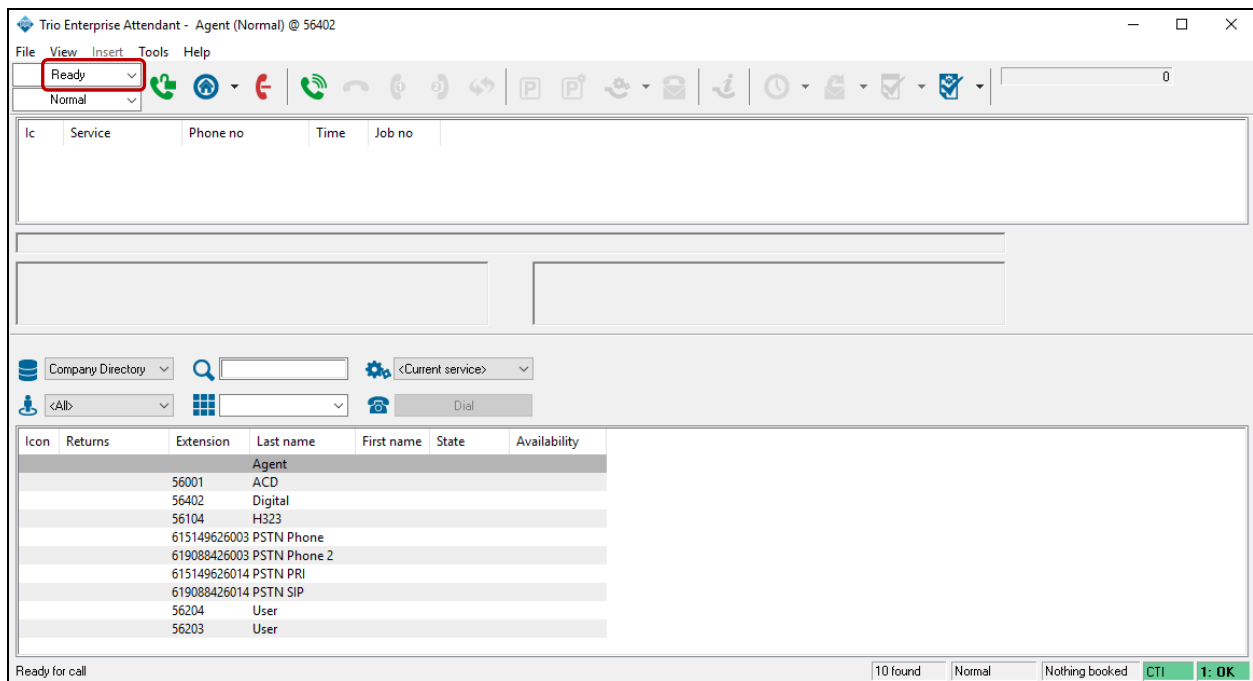 Trio Enterprise Attendant - Agent (Normal) @ 56402
File View Insert Tools Help
Ready
Normal
0
Ic Service Phone no Time Job no
Company Directory <Current service>
<All> Dial
Icon Returns Extension Last name First name State Availability
Agent
56001 ACD
56402 Digital
56104 H323
615149626003 PSTN Phone
619088426003 PSTN Phone 2
615149626014 PSTN PRI
619088426014 PSTN SIP
56204 User
56203 User
Ready for call 10 found Normal Nothing booked CTI 1: OK